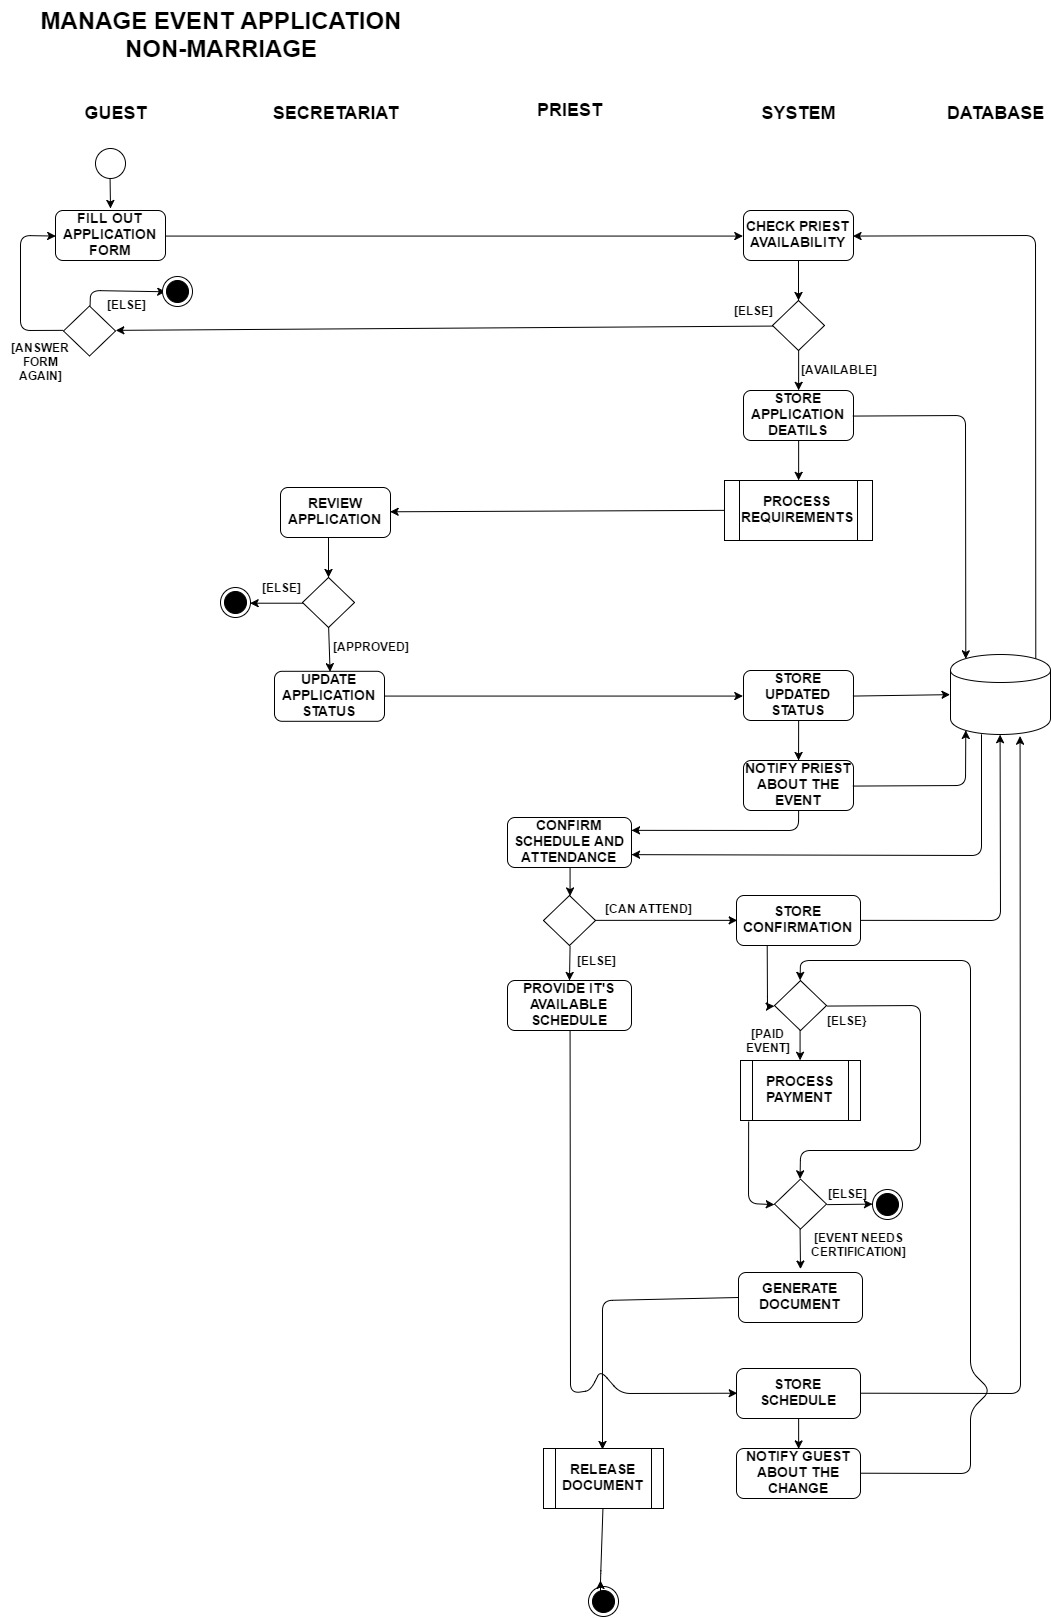 MANAGE EVENT APPLICATION
NON-MARRIAGE
GUEST
SECRETARIAT
PRIEST
SYSTEM
DATABASE
FILL OUT
APPLICATION
FORM
CHECK PRIEST
AVAILABILITY
[ELSE]
[ELSE]
[ANSWER
FORM
AGAIN]
[AVAILABLE]
STORE
APPLICATION
DEATILS
REVIEW
APPLICATION
PROCESS
REQUIREMENTS
[ELSE]
[APPROVED]
UPDATE
APPLICATION
STATUS
STORE
UPDATED
STATUS
NOTIFY PRIEST
ABOUT THE
EVENT
CONFIRM
SCHEDULE AND
ATTENDANCE
[CAN ATTEND]
STORE
CONFIRMATION
[ELSE]
PROVIDE IT'S
AVAILABLE
SCHEDULE
[ELSE}
[PAID
EVENT]
PROCESS
PAYMENT
[ELSE]
[EVENT NEEDS
CERTIFICATION]
GENERATE
DOCUMENT
STORE
SCHEDULE
NOTIFY GUEST
ABOUT THE
CHANGE
RELEASE
DOCUMENT